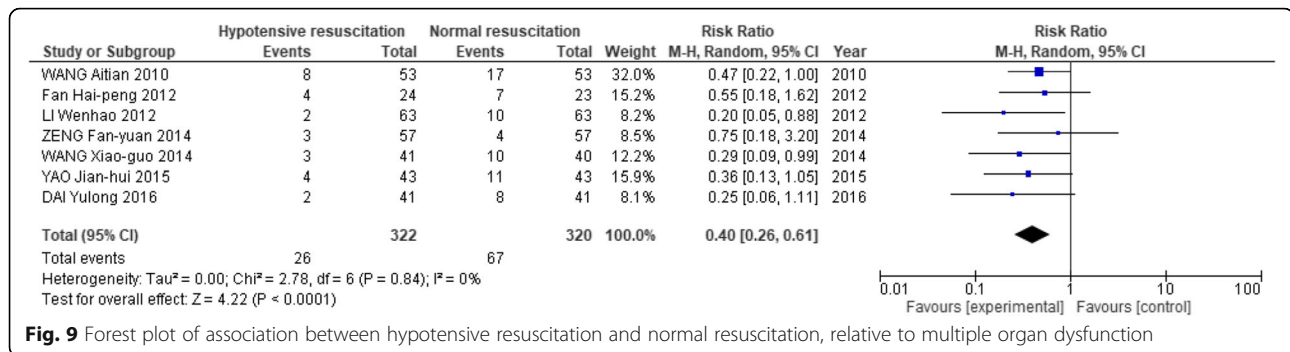 Hypotensive resuscitation Normal resuscitation Risk Ratio Risk Ratio
Study or Subgroup Events Total Events Total Weight M-H, Random, 95% CI Year M-H, Random, 95% CI
WANG Aitian 2010 8 53 17 53 32.0% 0.47 [0.22, 1.00] 2010
Fan Hai-peng 2012 4 24 7 23 15.2% 0.55 [0.18, 1.62] 2012
LI Wenhao 2012 2 63 10 63 8.2% 0.20 [0.05, 0.88] 2012
ZENG Fan-yuan 2014 3 57 4 57 8.5% 0.75 [0.18, 3.20] 2014
WANG Xiao-guo 2014 3 41 10 40 12.2% 0.29 [0.09, 0.99] 2014
YAO Jian-hui 2015 4 43 11 43 15.9% 0.36 [0.13, 1.05] 2015
DAI Yulong 2016 2 41 8 41 8.1% 0.25 [0.06, 1.11] 2016
Total (95% CI) 322 320 100.0% 0.40 [0.26, 0.61]
Total events 26 67
Heterogeneity: Tau² = 0.00; Chi² = 2.78, df = 6 (P = 0.84); I² = 0%
Test for overall effect: Z = 4.22 (P < 0.0001)
0.01 0.1 1 10 100
Favours [experimental] Favours [control]
Fig. 9 Forest plot of association between hypotensive resuscitation and normal resuscitation, relative to multiple organ dysfunction